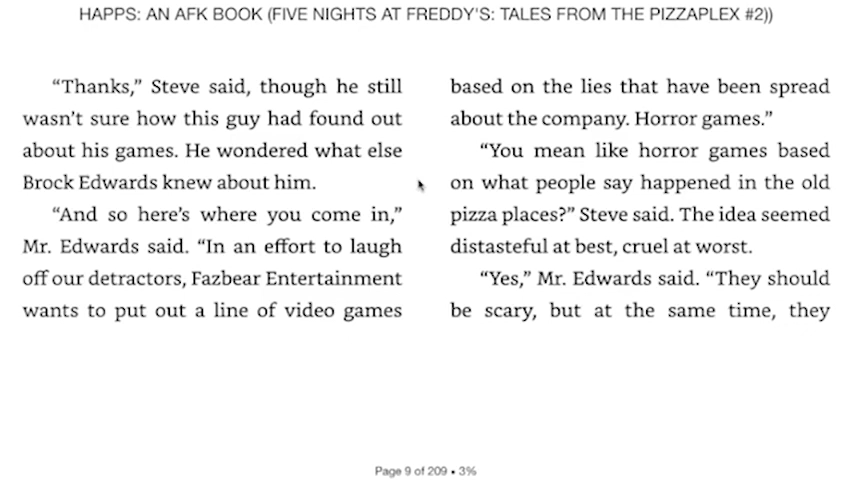 HAPPS: AN AFK BOOK (FIVE NIGHTS AT FREDDY'S: TALES FROM THE PIZZAPLEX #2))
“Thanks,” Steve said, though he still
wasn’t sure how this guy had found out
about his games. He wondered what else
Brock Edwards knew about him.
“And so here’s where you come in,”
Mr. Edwards said. “In an effort to laugh
off our detractors, Fazbear Entertainment
wants to put out a line of video games
based on the lies that have been spread
about the company. Horror games.”
“You mean like horror games based
on what people say happened in the old
pizza places?” Steve said. The idea seemed
distasteful at best, cruel at worst.
“Yes,” Mr. Edwards said. “They should
be scary, but at the same time, they
Page 9 of 209 • 3%